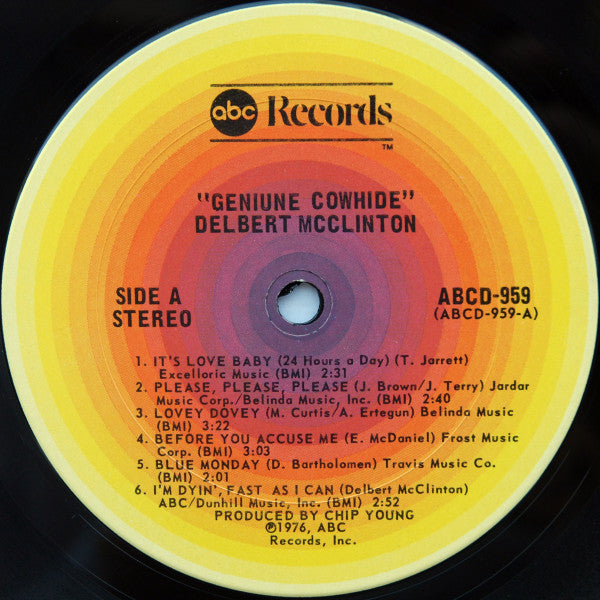 abc Records
TM
"GENIUNE COWHIDE"
DELBERT MCCLINTON
SIDE A
STEREO
ABCD-959
(ABCD-959-A)
1. IT'S LOVE BABY (24 Hours a Day) (T. Jarrett)
Excelloric Music (BMI) 2:31
2. PLEASE, PLEASE, PLEASE (J. Brown/J. Terry) Jardar
Music Corp./Belinda Music, Inc. (BMI) 2:40
3. LOVEY DOVEY (M. Curtis/A. Ertegun) Belinda Music
(BMI) 3:22
4. BEFORE YOU ACCUSE ME (E. McDaniel) Frost Music
Corp. (BMI) 3:03
5. BLUE MONDAY (D. Bartholomen) Travis Music Co.
(BMI) 2:01
6. I'M DYIN', FAST AS I CAN (Delbert McClinton)
ABC/Dunhill Music, Inc. (BMI) 2:52
PRODUCED BY CHIP YOUNG
℗1976, ABC
Records, Inc.